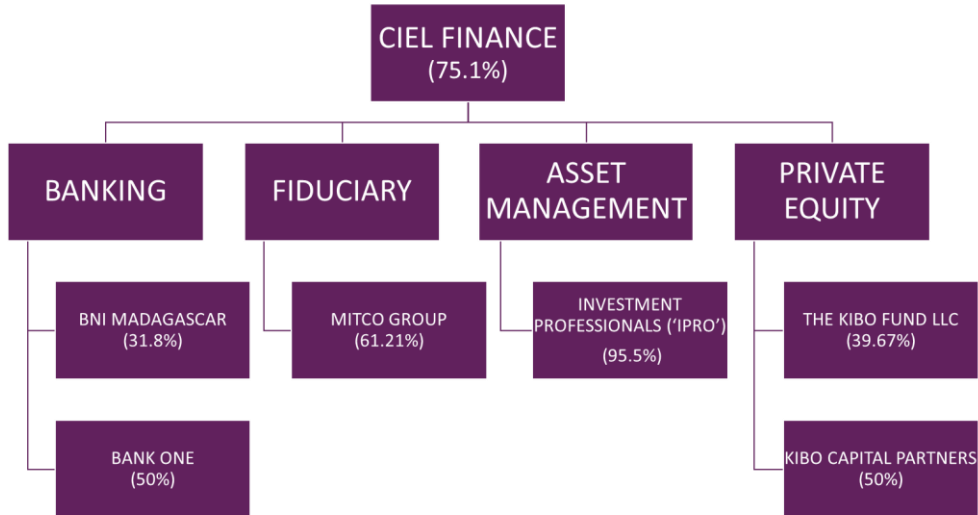 CIEL FINANCE
(75.1%)
BANKING
FIDUCIARY
ASSET
MANAGEMENT
PRIVATE
EQUITY
BNI MADAGASCAR
(31.8%)
MITCO GROUP
(61.21%)
INVESTMENT
PROFESSIONALS (‘IPRO’)
(95.5%)
THE KIBO FUND LLC
(39.67%)
BANK ONE
(50%)
KIBO CAPITAL PARTNERS
(50%)